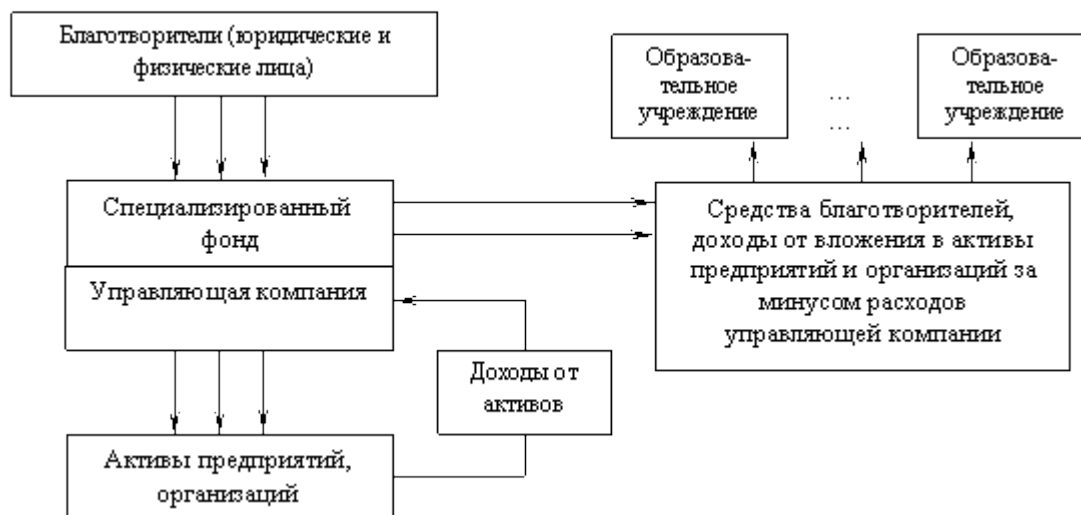 Благотворители (юридические и
физические лица)
Образова-
тельное
учреждение
...
...
Образова-
тельное
учреждение
Специализированный
фонд
Управляющая компания
Средства благотворителей,
доходы от вложения в активы
предприятий и организаций за
минусом расходов
управляющей компании
Доходы от
активов
Активы предприятий,
организаций